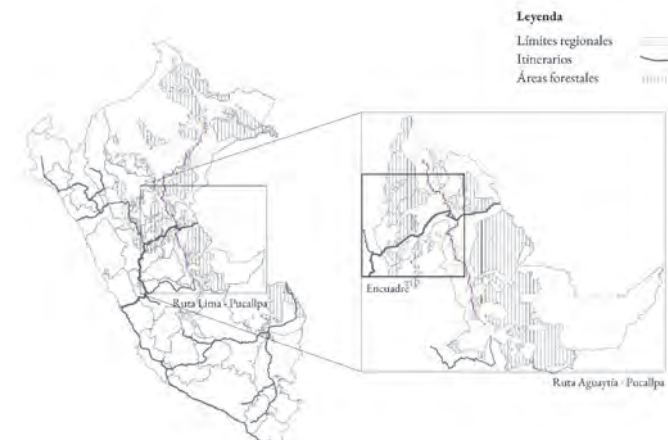 Leyenda
Límites regionales
Itinerarios
Áreas forestales
Ruta Lima - Pucallpa
Encuadre
Ruta Aguaytía - Pucallpa